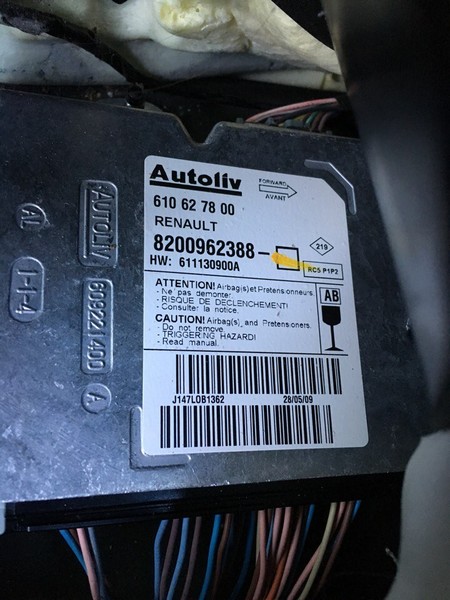 Autoliv
FORWARD
AVANT
610 62 78 00
RENAULT
8200962388-
219
HW: 611130900A
RC5 P1P2
ATTENTION! Airbag(s) et Pretensionneurs.
- Ne pas demonter.
- RISQUE DE DECLENCHEMENT!
- Consulter la notice.
AB
CAUTION! Airbag(s) and Pretensioners.
- Do not remove.
- TRIGGERING HAZARD!
- Read manual.
J147L0B1362
28/05/09
AUTOLIV
605221400
A